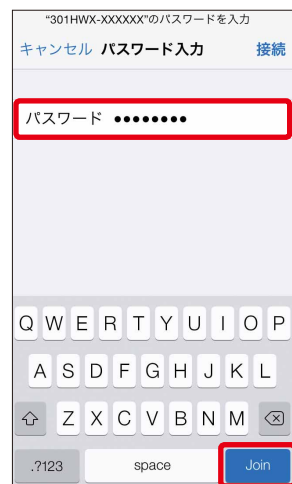 "301HWX-XXXXXX"のパスワードを入力
キャンセル パスワード入力 接続
パスワード ••••••••
Q W E R T Y U I O P
A S D F G H J K L
Z X C V B N M
.?123 space Join